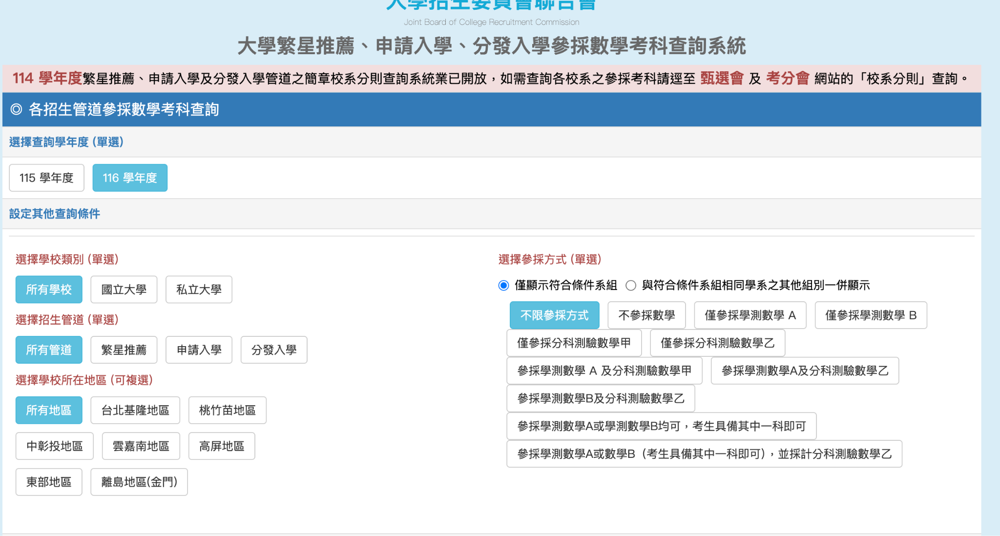 大學招生委員會聯合會
Joint Board of College Recruitment Commission
大學繁星推薦、申請入學、分發入學參採數學考科查詢系統
114 學年度繁星推薦、申請入學及分發入學管道之簡章校系分則查詢系統業已開放，如需查詢各校系之參採考科請逕至 甄選會 及 考分會 網站的「校系分則」查詢。
◎ 各招生管道參採數學考科查詢
選擇查詢學年度 (單選)
115 學年度 116 學年度
設定其他查詢條件
選擇學校類別 (單選)
所有學校 國立大學 私立大學
選擇招生管道 (單選)
所有管道 繁星推薦 申請入學 分發入學
選擇學校所在地區 (可複選)
所有地區 台北基隆地區 桃竹苗地區
中彰投地區 雲嘉南地區 高屏地區
東部地區 離島地區(金門)
選擇參採方式 (單選)
僅顯示符合條件系組 與符合條件系組相同學系之其他組別一併顯示
不限參採方式 不參採數學 僅參採學測數學 A 僅參採學測數學 B
僅參採分科測驗數學甲 僅參採分科測驗數學乙
參採學測數學 A 及分科測驗數學甲 參採學測數學A及分科測驗數學乙
參採學測數學B及分科測驗數學乙
參採學測數學A或學測數學B均可，考生具備其中一科即可
參採學測數學A或數學B（考生具備其中一科即可），並採計分科測驗數學乙